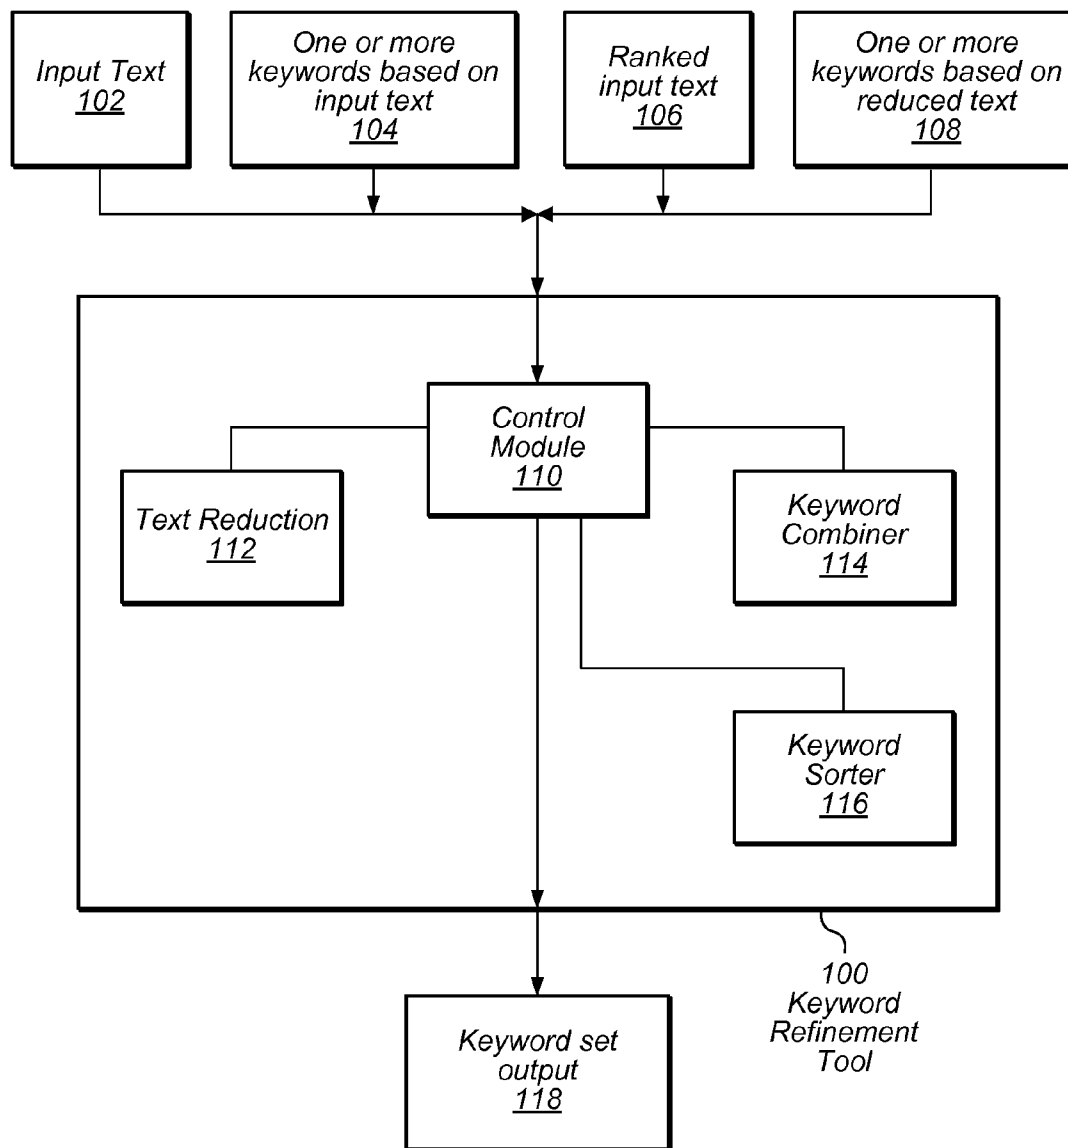 Input Text
102
One or more
keywords based on
input text
104
Ranked
input text
106
One or more
keywords based on
reduced text
108
Control
Module
110
Text Reduction
112
Keyword
Combiner
114
Keyword
Sorter
116
100
Keyword
Refinement
Tool
Keyword set
output
118